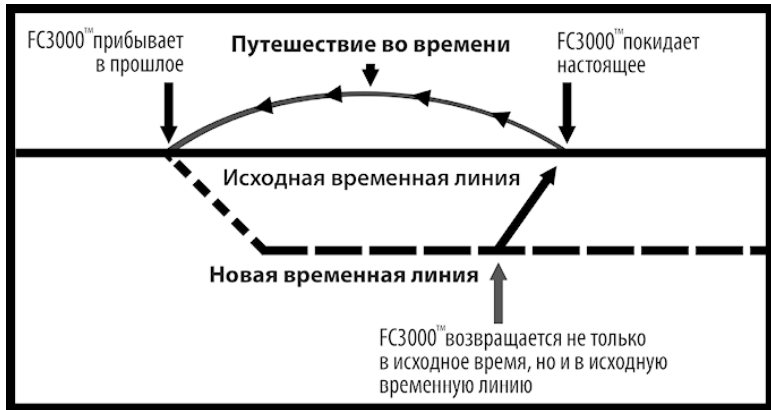 FC3000™ прибывает
в прошлое
Путешествие во времени
FC3000™ покидает
настоящее
Исходная временная линия
Новая временная линия
FC3000™ возвращается не только
в исходное время, но и в исходную
временную линию